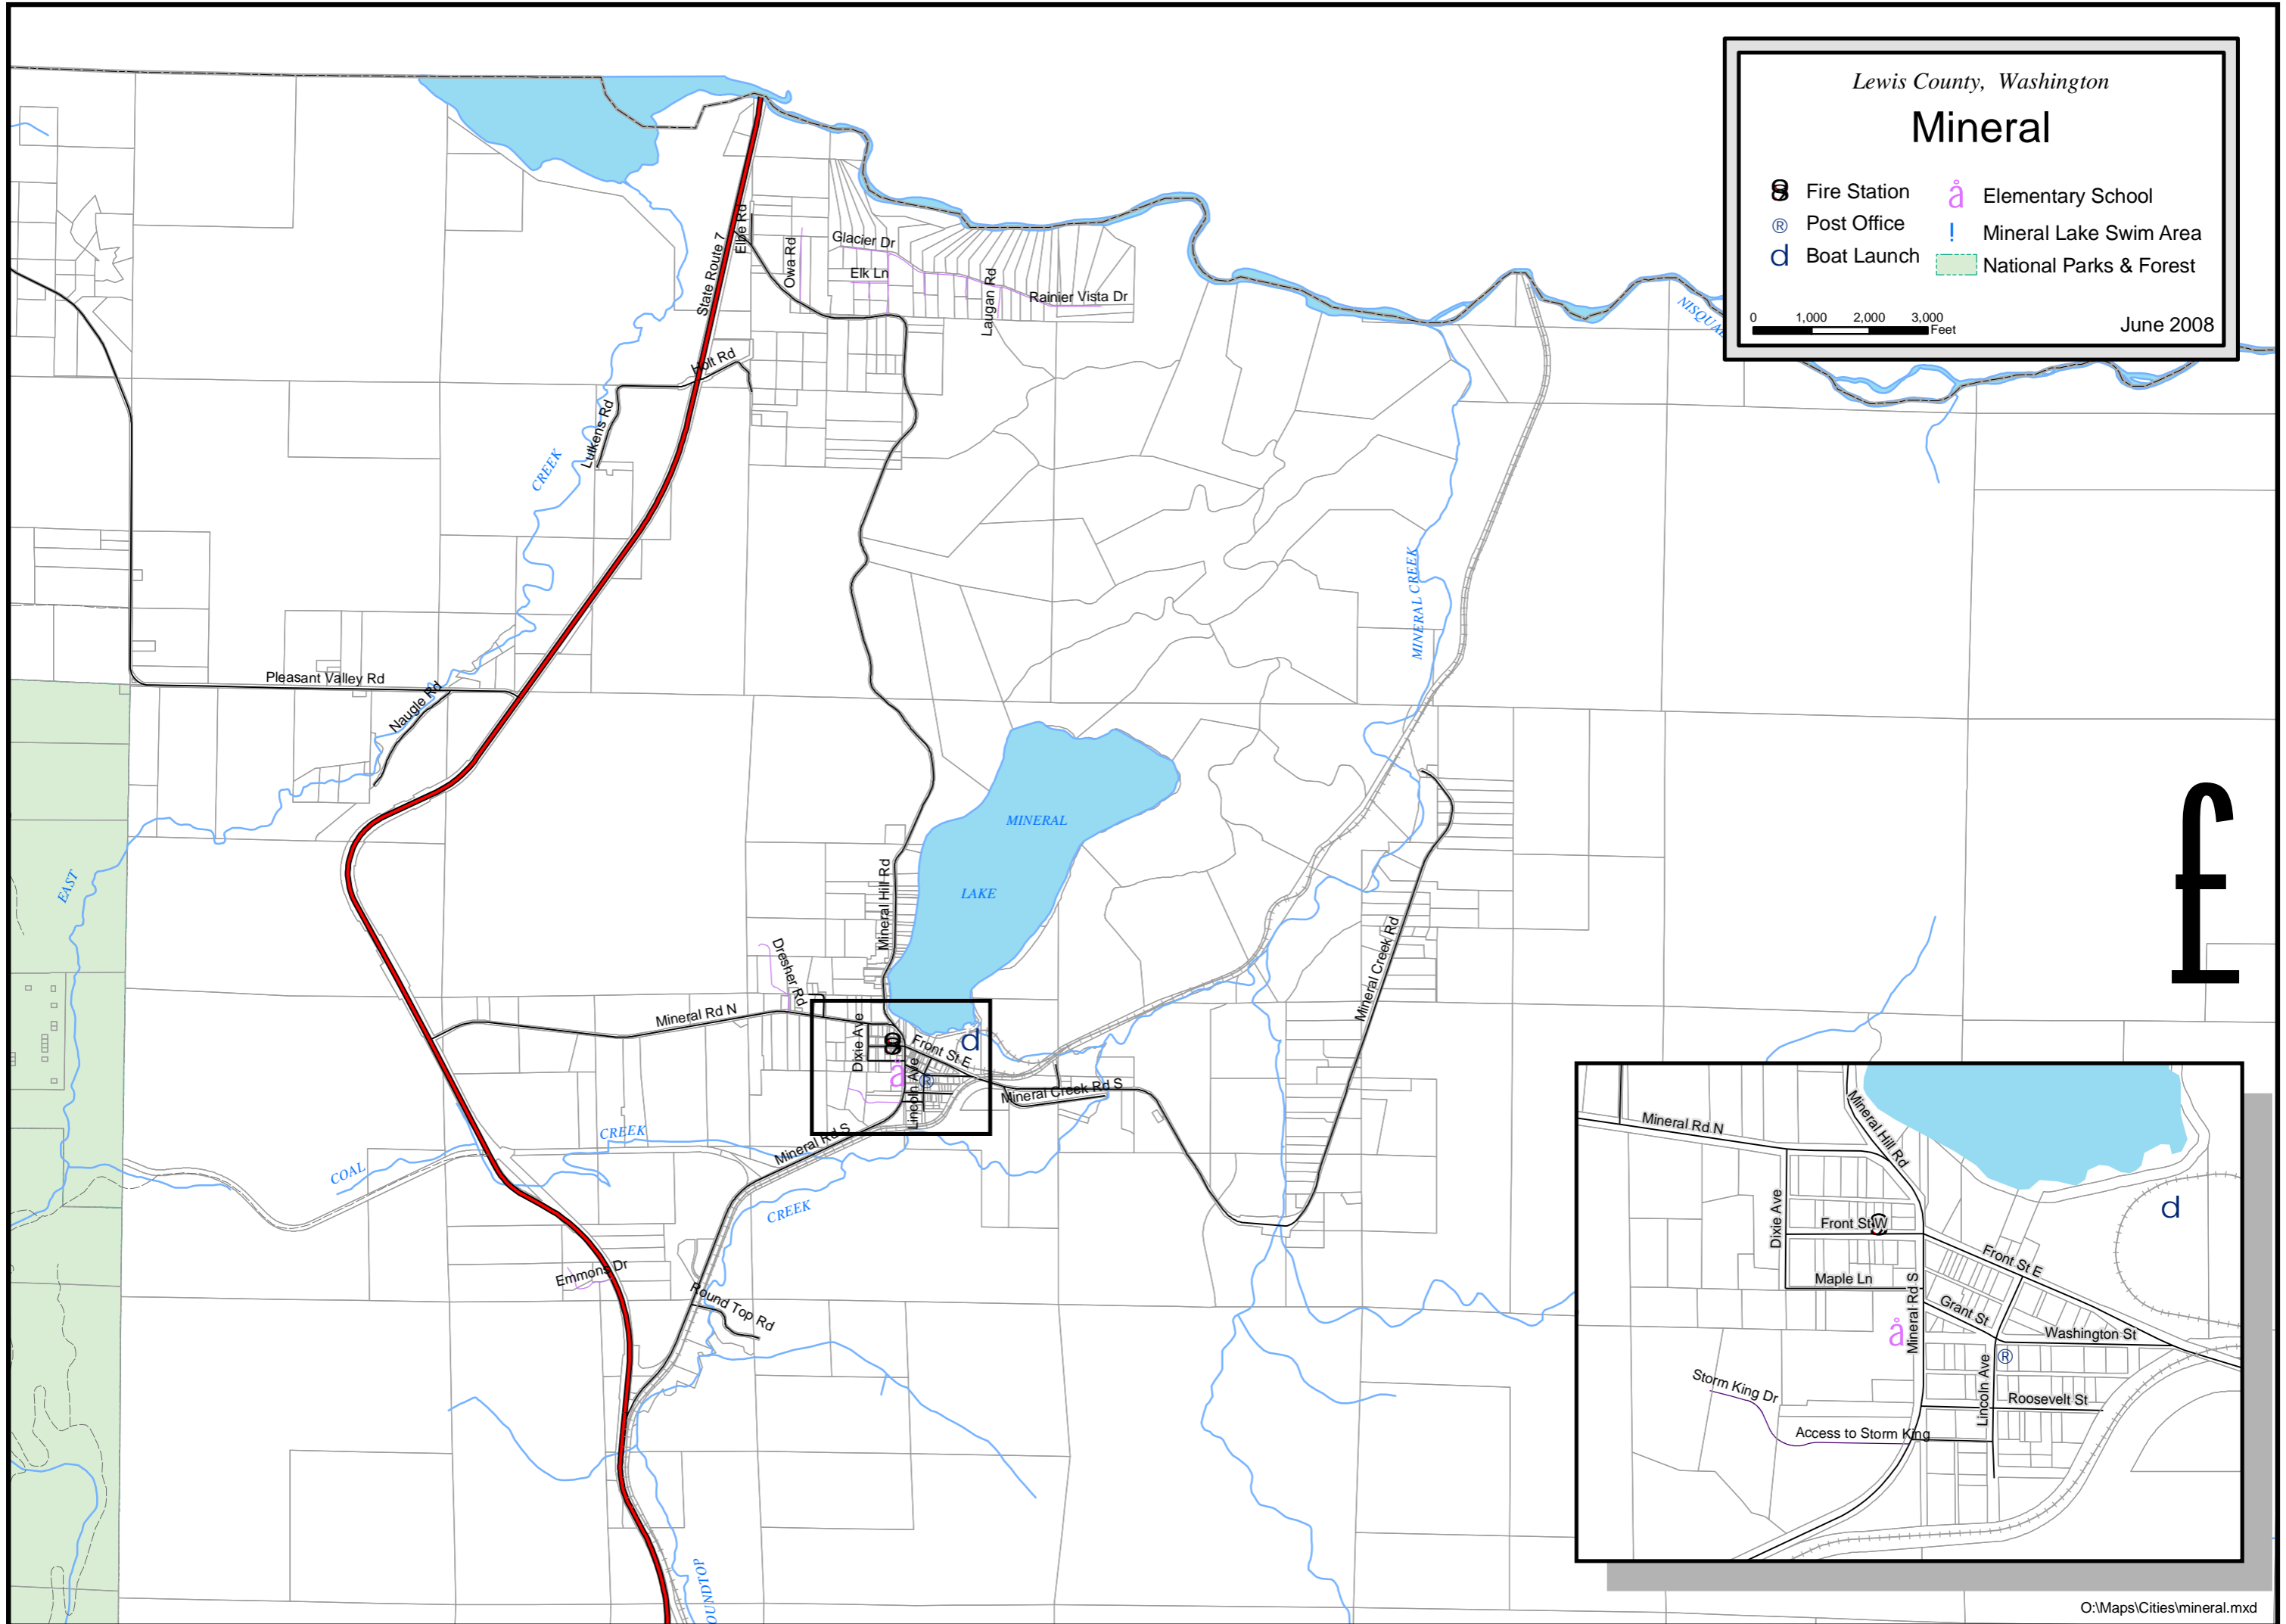 Lewis County, Washington
Mineral
Fire Station
å Elementary School
® Post Office
! Mineral Lake Swim Area
d Boat Launch
National Parks & Forest
0 1,000 2,000 3,000
Feet
June 2008
State Route 7
Elbe Rd
Owa Rd
Glacier Dr
Elk Ln
Laugan Rd
Rainier Vista Dr
Holt Rd
Lutkens Rd
CREEK
MINERAL CREEK
Pleasant Valley Rd
Naugle Rd
£
MINERAL
LAKE
EAST
Mineral Hill Rd
Mineral Creek Rd
Dresher Rd
Mineral Rd N
Dixie Ave
Front St E
d
å
®
Lincoln Ave
Mineral Creek Rd S
Mineral Rd S
CREEK
COAL
CREEK
Emmons Dr
Round Top Rd
OUNDTOP
Mineral Rd N
Mineral Hill Rd
Dixie Ave
Front St W
d
Front St E
Maple Ln
Mineral Rd S
Grant St
Washington St
å
®
Storm King Dr
Lincoln Ave
Roosevelt St
Access to Storm King
O:\Maps\Cities\mineral.mxd